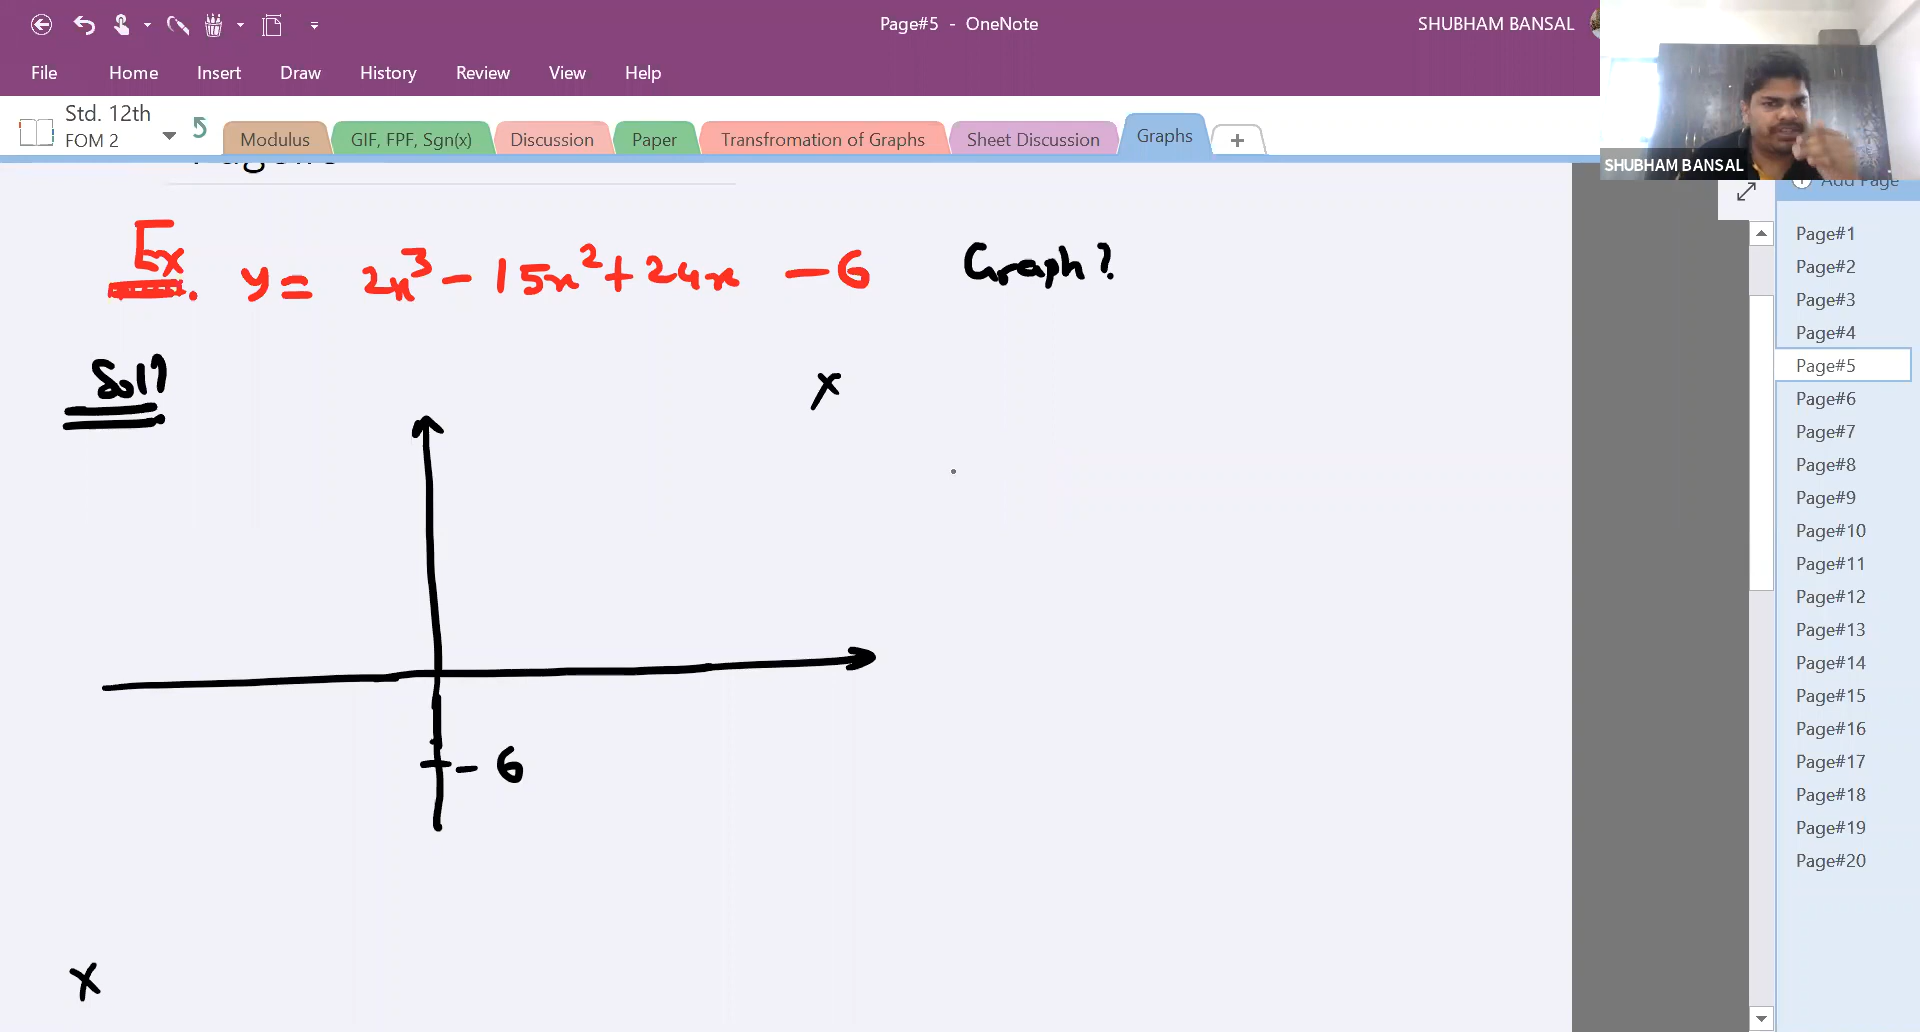 Page#5 - OneNote
SHUBHAM BANSAL
File Home Insert Draw History Review View Help
Std. 12th
FOM 2
Modulus GIF, FPF, Sgn(x) Discussion Paper Transfromation of Graphs Sheet Discussion Graphs +
SHUBHAM BANSAL
Add Page
Ex. y = 2x³ - 15x² + 24x - 6 Graph?
Solⁿ
x
- 6
x
Page#1
Page#2
Page#3
Page#4
Page#5
Page#6
Page#7
Page#8
Page#9
Page#10
Page#11
Page#12
Page#13
Page#14
Page#15
Page#16
Page#17
Page#18
Page#19
Page#20